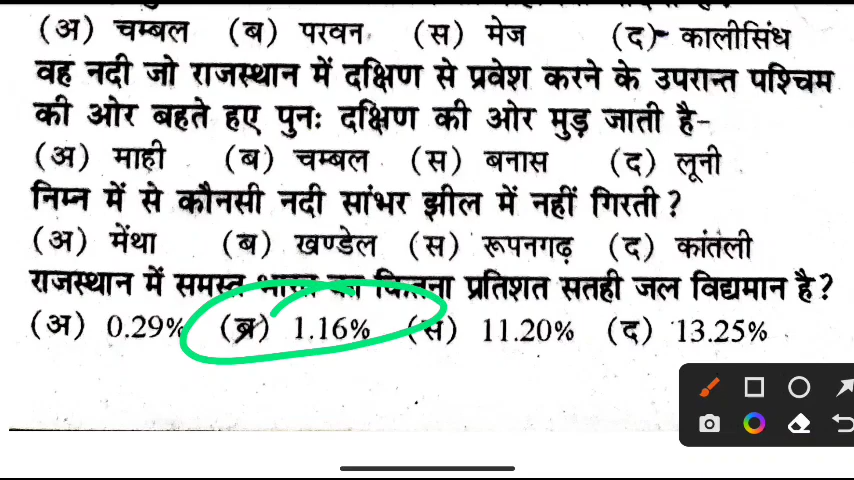 (अ) चम्बल (ब) परवन (स) मेज (द) कालीसिंध
वह नदी जो राजस्थान में दक्षिण से प्रवेश करने के उपरान्त पश्चिम
की ओर बहते हुए पुनः दक्षिण की ओर मुड़ जाती है-
(अ) माही (ब) चम्बल (स) बनास (द) लूनी
निम्न में से कौनसी नदी सांभर झील में नहीं गिरती ?
(अ) मेंथा (ब) खण्डेल (स) रूपनगढ़ (द) कांतली
राजस्थान में समस्त भारत का कितना प्रतिशत सतही जल विद्यमान है ?
(अ) 0.29% (ब) 1.16% (स) 11.20% (द) 13.25%